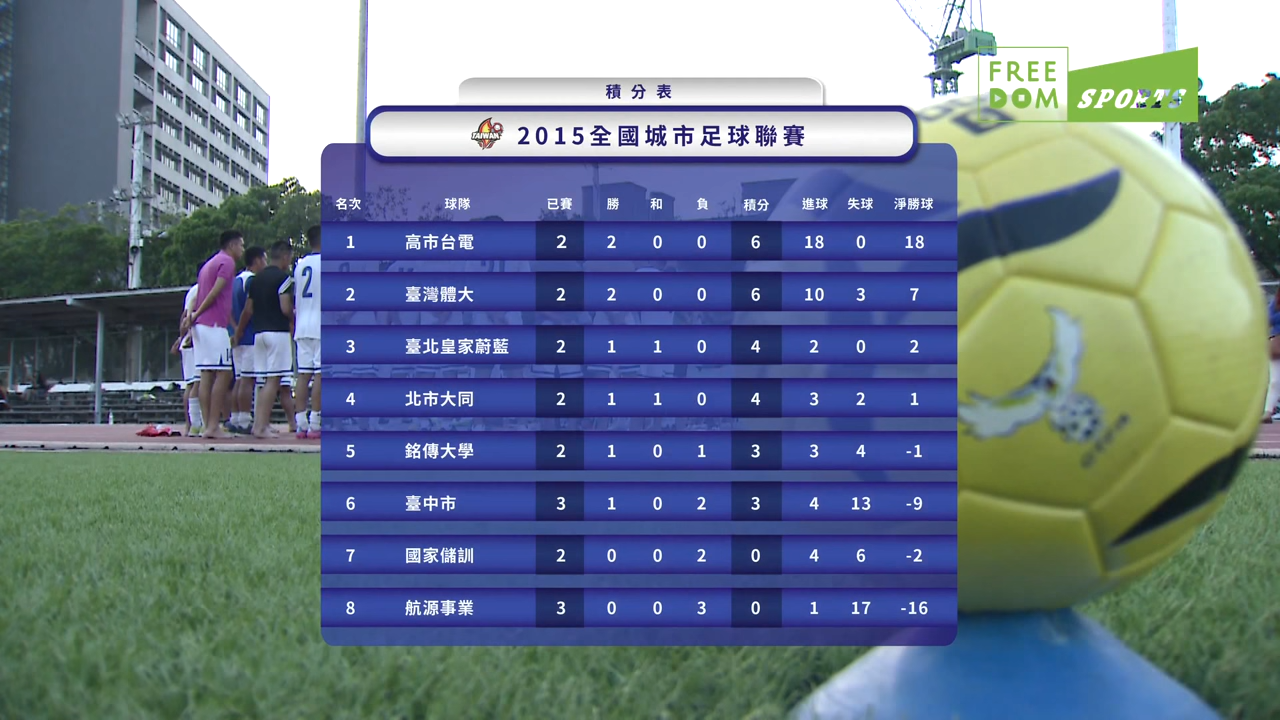 FREE
DOM
SPORTS
積分表
TAIWAN
2015全國城市足球聯賽
名次 球隊 已賽 勝 和 負 積分 進球 失球 淨勝球
1 高市台電 2 2 0 0 6 18 0 18
2 臺灣體大 2 2 0 0 6 10 3 7
3 臺北皇家蔚藍 2 1 1 0 4 2 0 2
4 北市大同 2 1 1 0 4 3 2 1
5 銘傳大學 2 1 0 1 3 3 4 -1
6 臺中市 3 1 0 2 3 4 13 -9
7 國家儲訓 2 0 0 2 0 4 6 -2
8 航源事業 3 0 0 3 0 1 17 -16
2